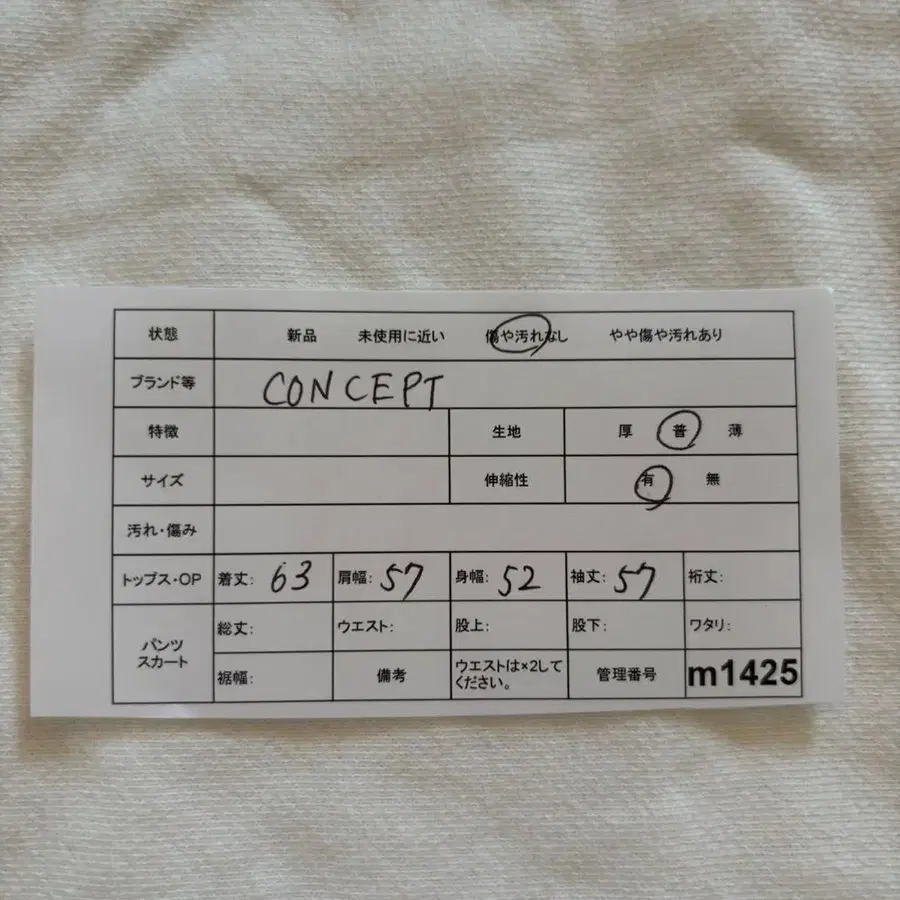 状態 新品 未使用に近い 傷や汚れなし やや傷や汚れあり
ブランド等 CONCEPT
特徴 生地 厚 普 薄
サイズ 伸縮性 有 無
汚れ・傷み
トップス・OP 着丈: 63 肩幅: 57 身幅: 52 袖丈: 57 裄丈:
パンツ スカート
総丈: ウエスト: 股上: 股下: ワタリ:
裾幅: 備考 ウエストは×2して
ください。 管理番号 m1425